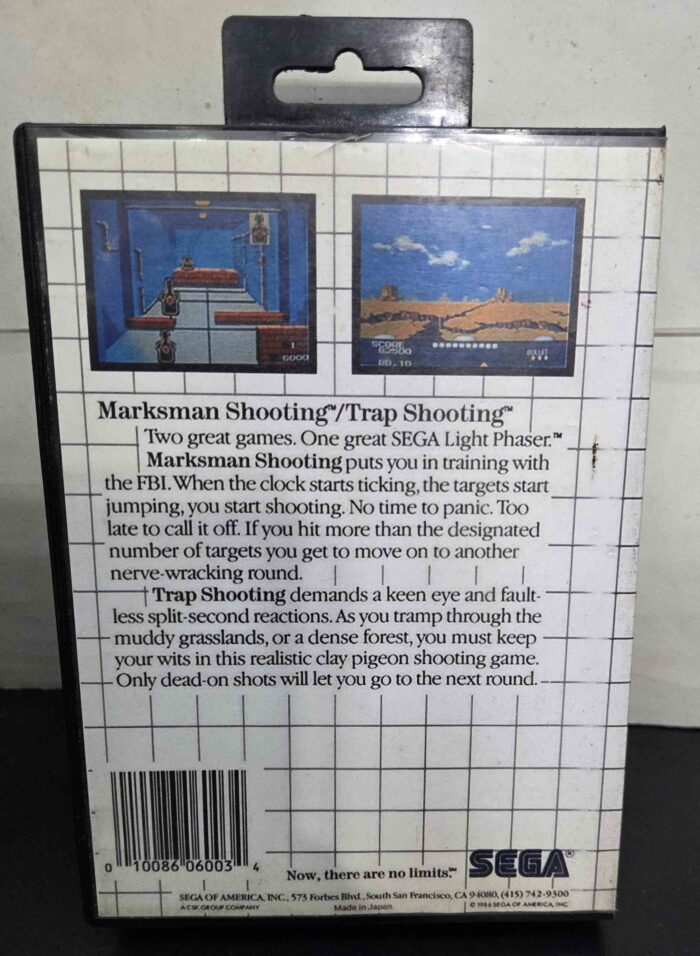 1
6000
SCORE
62500
RD. 10
BULLET
Marksman Shooting™/Trap Shooting™
Two great games. One great SEGA Light Phaser.™
Marksman Shooting puts you in training with
the FBI. When the clock starts ticking, the targets start
jumping, you start shooting. No time to panic. Too
late to call it off. If you hit more than the designated
number of targets you get to move on to another
nerve-wracking round.
Trap Shooting demands a keen eye and fault-
less split-second reactions. As you tramp through the
muddy grasslands, or a dense forest, you must keep
your wits in this realistic clay pigeon shooting game.
Only dead-on shots will let you go to the next round.
0 10086 06003 4
Now, there are no limits.℠
SEGA®
SEGA OF AMERICA, INC., 573 Forbes Blvd., South San Francisco, CA 94080, (415) 742-9300
A CSK GROUP COMPANY
Made in Japan
© 1986 SEGA OF AMERICA, INC.